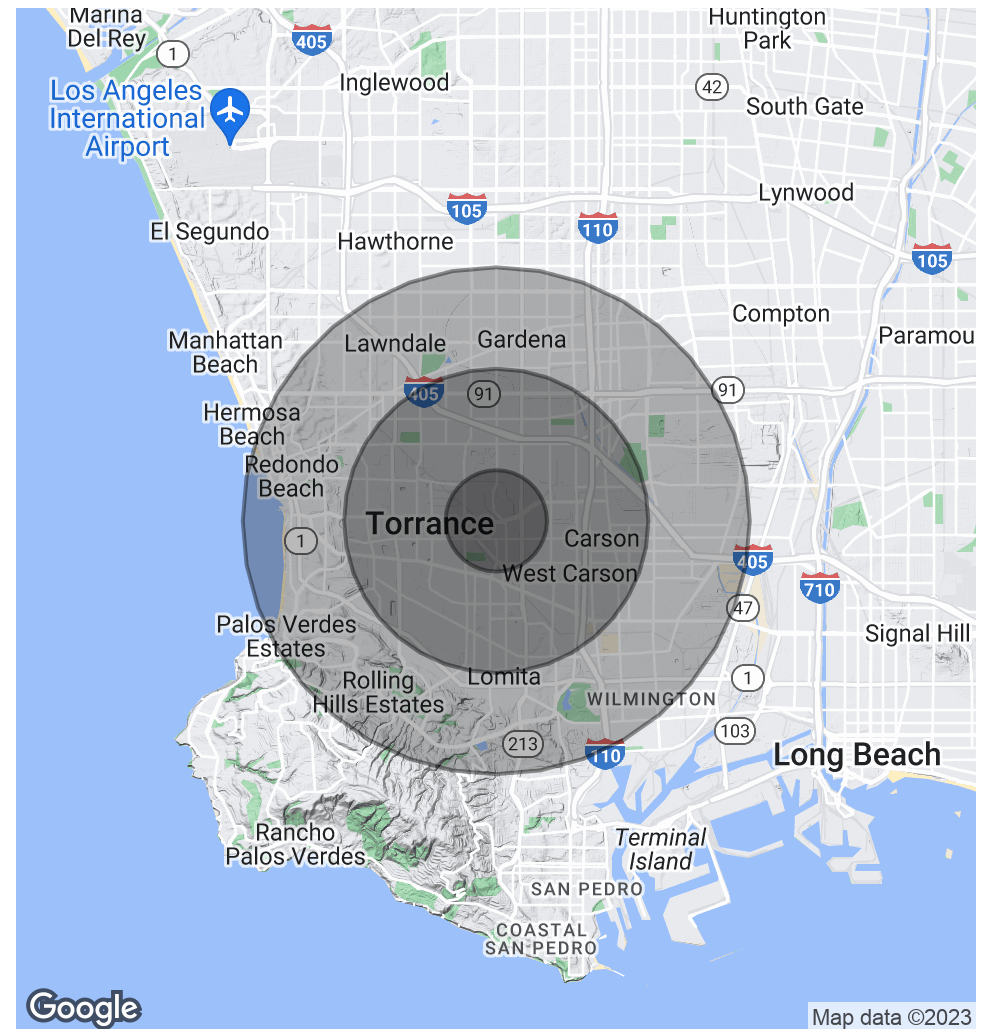 Marina
Del Rey
1
405
Huntington
Park
Inglewood
42
South Gate
Los Angeles
International
Airport
Lynwood
105
110
El Segundo
Hawthorne
105
Compton
Manhattan
Beach
Lawndale
Gardena
Paramou
405
91
91
Hermosa
Beach
Redondo
Beach
Torrance
1
Carson
West Carson
405
710
47
Palos Verdes
Estates
Signal Hill
Rolling
Hills Estates
Lomita
1
WILMINGTON
213
110
103
Long Beach
Rancho
Palos Verdes
Terminal
Island
SAN PEDRO
COASTAL
SAN PEDRO
Google
Map data ©2023